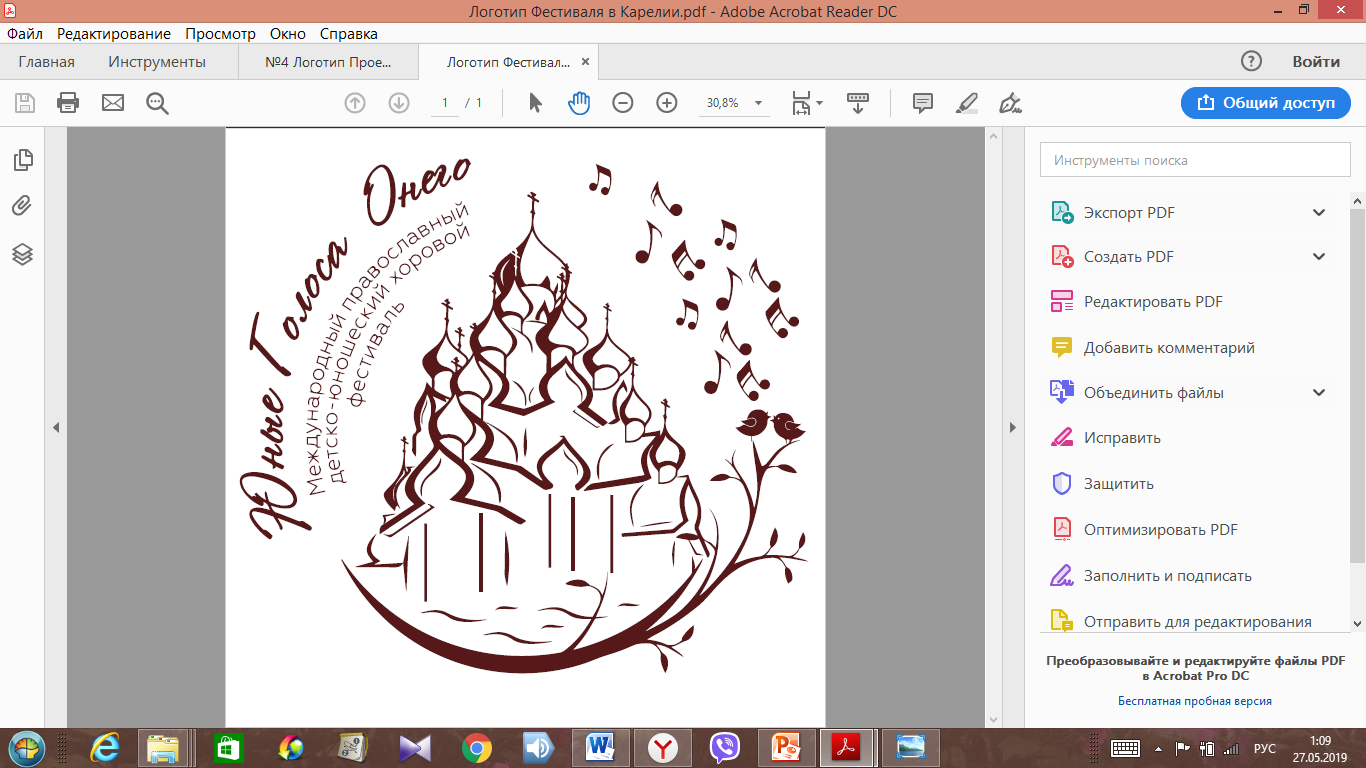 Логотип Фестиваля в Карелии.pdf - Adobe Acrobat Reader DC
Файл Редактирование Просмотр Окно Справка
Главная Инструменты №4 Логотип Прое... Логотип Фестивал... × Войти
1 / 1 30,8% Общий доступ
Юные Голоса Онего
Международный православный
детско-юношеский хоровой
фестиваль
Инструменты поиска
Экспорт PDF
Создать PDF
Редактировать PDF
Добавить комментарий
Объединить файлы
Исправить
Защитить
Оптимизировать PDF
Заполнить и подписать
Отправить для редактирования
Преобразовывайте и редактируйте файлы PDF
в Acrobat Pro DC
Бесплатная пробная версия
РУС
1:09
27.05.2019